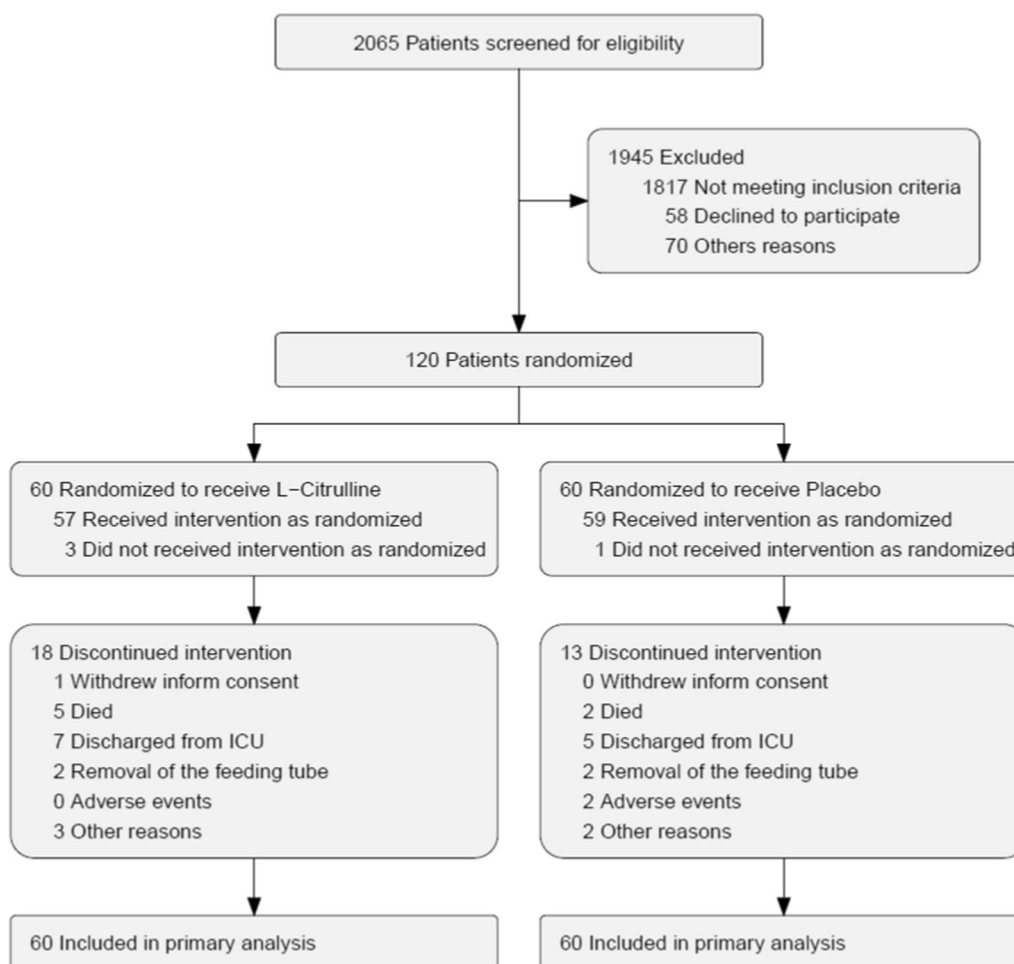 2065 Patients screened for eligibility
1945 Excluded
1817 Not meeting inclusion criteria
58 Declined to participate
70 Others reasons
120 Patients randomized
60 Randomized to receive L−Citrulline
57 Received intervention as randomized
3 Did not received intervention as randomized
60 Randomized to receive Placebo
59 Received intervention as randomized
1 Did not received intervention as randomized
18 Discontinued intervention
1 Withdrew inform consent
5 Died
7 Discharged from ICU
2 Removal of the feeding tube
0 Adverse events
3 Other reasons
13 Discontinued intervention
0 Withdrew inform consent
2 Died
5 Discharged from ICU
2 Removal of the feeding tube
2 Adverse events
2 Other reasons
60 Included in primary analysis
60 Included in primary analysis